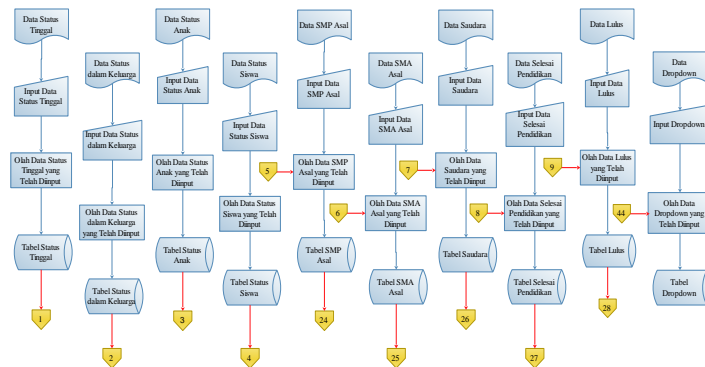 Data Status
Tinggal
Input Data
Status Tinggal
Olah Data Status
Tinggal yang
Telah Diinput
Tabel Status
Tinggal
1
Data Status
dalam Keluarga
Input Data Status
dalam Keluarga
Olah Data Status
dalam Keluarga
yang Telah Diinput
Tabel Status
dalam Keluarga
2
Data Status
Anak
Input Data
Status Anak
Olah Data Status
Anak yang Telah
Diinput
Tabel Status
Anak
3
Data Status
Siswa
Input Data
Status Siswa
Olah Data Status
Siswa yang Telah
Diinput
Tabel Status
Siswa
4
Data SMP Asal
Input Data
SMP Asal
5
Olah Data SMP
Asal yang Telah
Diinput
Tabel SMP
Asal
24
Data SMA
Asal
Input Data
SMA Asal
6
Olah Data SMA
Asal yang Telah
Diinput
Tabel SMA
Asal
25
Data Saudara
Input Data
Saudara
7
Olah Data
Saudara yang
Telah Diinput
Tabel Saudara
26
Data Selesai
Pendidikan
Input Data
Selesai
Pendidikan
8
Olah Data Selesai
Pendidikan yang
Telah Diinput
Tabel Selesai
Pendidikan
27
Data Lulus
Input Data
Lulus
9
Olah Data Lulus
yang Telah
Diinput
Tabel Lulus
28
Data
Dropdown
Input Dropdown
44
Olah Data
Dropdown yang
Telah Diinput
Tabel
Dropdown